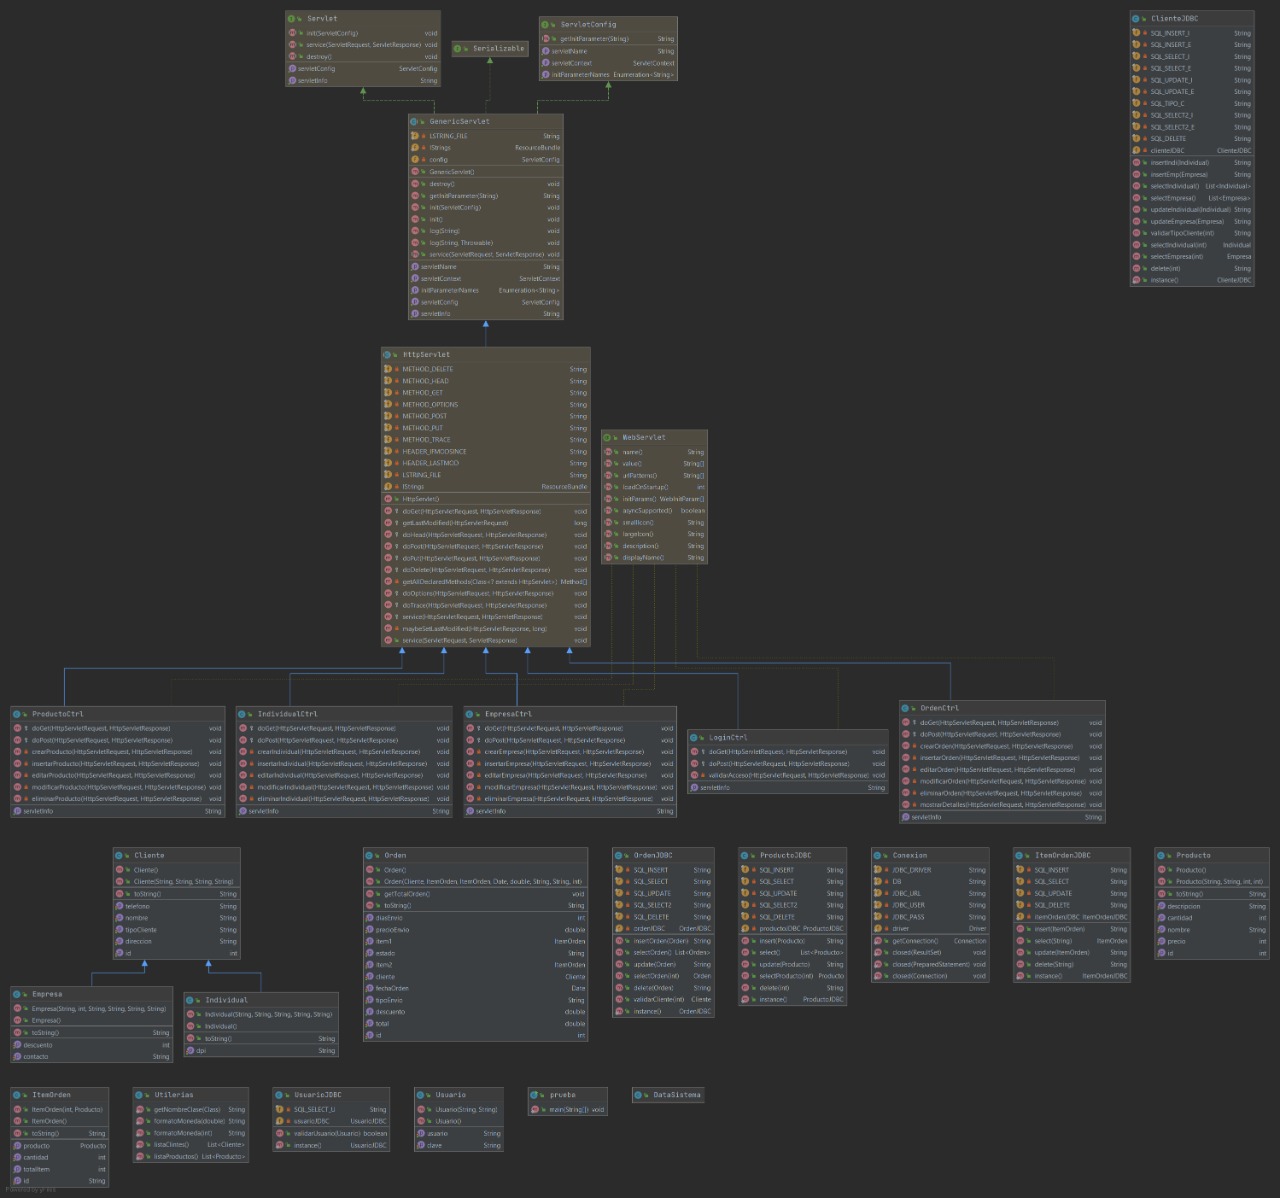 Servlet
init(ServletConfig) void
service(ServletRequest, ServletResponse) void
destroy() void
servletConfig ServletConfig
servletInfo String
Serializable
ServletConfig
getInitParameter(String) String
servletName String
servletContext ServletContext
initParameterNames Enumeration<String>
ClienteJDBC
SQL_INSERT_I String
SQL_INSERT_E String
SQL_SELECT_I String
SQL_SELECT_E String
SQL_UPDATE_I String
SQL_UPDATE_E String
SQL_TIPO_C String
SQL_SELECT2_I String
SQL_SELECT2_E String
SQL_DELETE String
clienteJDBC ClienteJDBC
insertIndi(Individual) String
insertEmp(Empresa) String
selectIndividual() List<Individual>
selectEmpresa() List<Empresa>
updateIndividual(Individual) String
updateEmpresa(Empresa) String
validarTipoCliente(int) String
selectIndividual(int) Individual
selectEmpresa(int) Empresa
delete(int) String
instance() ClienteJDBC
GenericServlet
LSTRING_FILE String
lStrings ResourceBundle
config ServletConfig
GenericServlet()
destroy() void
getInitParameter(String) String
init(ServletConfig) void
init() void
log(String) void
log(String, Throwable) void
service(ServletRequest, ServletResponse) void
servletName String
servletContext ServletContext
initParameterNames Enumeration<String>
servletConfig ServletConfig
servletInfo String
HttpServlet
METHOD_DELETE String
METHOD_HEAD String
METHOD_GET String
METHOD_OPTIONS String
METHOD_POST String
METHOD_PUT String
METHOD_TRACE String
HEADER_IFMODSINCE String
HEADER_LASTMOD String
LSTRING_FILE String
lStrings ResourceBundle
HttpServlet()
doGet(HttpServletRequest, HttpServletResponse) void
getLastModified(HttpServletRequest) long
doHead(HttpServletRequest, HttpServletResponse) void
doPost(HttpServletRequest, HttpServletResponse) void
doPut(HttpServletRequest, HttpServletResponse) void
doDelete(HttpServletRequest, HttpServletResponse) void
getAllDeclaredMethods(Class<? extends HttpServlet>) Method[]
doOptions(HttpServletRequest, HttpServletResponse) void
doTrace(HttpServletRequest, HttpServletResponse) void
service(HttpServletRequest, HttpServletResponse) void
maybeSetLastModified(HttpServletResponse, long) void
service(ServletRequest, ServletResponse) void
WebServlet
name() String
value() String[]
urlPatterns() String[]
loadOnStartup() int
initParams() WebInitParam[]
asyncSupported() boolean
smallIcon() String
largeIcon() String
description() String
displayName() String
ProductoCtrl
doGet(HttpServletRequest, HttpServletResponse) void
doPost(HttpServletRequest, HttpServletResponse) void
crearProducto(HttpServletRequest, HttpServletResponse) void
insertarProducto(HttpServletRequest, HttpServletResponse) void
editarProducto(HttpServletRequest, HttpServletResponse) void
modificarProducto(HttpServletRequest, HttpServletResponse) void
eliminarProducto(HttpServletRequest, HttpServletResponse) void
servletInfo String
IndividualCtrl
doGet(HttpServletRequest, HttpServletResponse) void
doPost(HttpServletRequest, HttpServletResponse) void
crearIndividual(HttpServletRequest, HttpServletResponse) void
insertarIndividual(HttpServletRequest, HttpServletResponse) void
editarIndividual(HttpServletRequest, HttpServletResponse) void
modificarIndividual(HttpServletRequest, HttpServletResponse) void
eliminarIndividual(HttpServletRequest, HttpServletResponse) void
servletInfo String
EmpresaCtrl
doGet(HttpServletRequest, HttpServletResponse) void
doPost(HttpServletRequest, HttpServletResponse) void
crearEmpresa(HttpServletRequest, HttpServletResponse) void
insertarEmpresa(HttpServletRequest, HttpServletResponse) void
editarEmpresa(HttpServletRequest, HttpServletResponse) void
modificarEmpresa(HttpServletRequest, HttpServletResponse) void
eliminarEmpresa(HttpServletRequest, HttpServletResponse) void
servletInfo String
LoginCtrl
doGet(HttpServletRequest, HttpServletResponse) void
doPost(HttpServletRequest, HttpServletResponse) void
validarAcceso(HttpServletRequest, HttpServletResponse) void
servletInfo String
OrdenCtrl
doGet(HttpServletRequest, HttpServletResponse) void
doPost(HttpServletRequest, HttpServletResponse) void
crearOrden(HttpServletRequest, HttpServletResponse) void
insertarOrden(HttpServletRequest, HttpServletResponse) void
editarOrden(HttpServletRequest, HttpServletResponse) void
modificarOrden(HttpServletRequest, HttpServletResponse) void
eliminarOrden(HttpServletRequest, HttpServletResponse) void
mostrarDetalles(HttpServletRequest, HttpServletResponse) void
servletInfo String
Cliente
Cliente()
Cliente(String, String, String, String)
toString() String
telefono String
nombre String
tipoCliente String
direccion String
id int
Orden
Orden()
Orden(Cliente, ItemOrden, ItemOrden, Date, double, String, String, int)
getTotalOrden() void
toString() String
diasEnvio int
precioEnvio double
item1 ItemOrden
estado String
item2 ItemOrden
cliente Cliente
fechaOrden Date
tipoEnvio String
descuento double
total double
id int
OrdenJDBC
SQL_INSERT String
SQL_SELECT String
SQL_UPDATE String
SQL_SELECT2 String
SQL_DELETE String
ordenJDBC OrdenJDBC
insertOrden(Orden) String
selectOrden() List<Orden>
update(Orden) String
selectOrden(int) Orden
delete(Orden) String
validarCliente(int) Cliente
instance() OrdenJDBC
ProductoJDBC
SQL_INSERT String
SQL_SELECT String
SQL_UPDATE String
SQL_SELECT2 String
SQL_DELETE String
productoJDBC ProductoJDBC
insert(Producto) String
select() List<Producto>
update(Producto) String
selectProducto(int) Producto
delete(int) String
instance() ProductoJDBC
Conexion
JDBC_DRIVER String
DB String
JDBC_URL String
JDBC_USER String
JDBC_PASS String
driver Driver
getConnection() Connection
closed(ResultSet) void
closed(PreparedStatement) void
closed(Connection) void
ItemOrdenJDBC
SQL_INSERT String
SQL_SELECT String
SQL_UPDATE String
SQL_DELETE String
itemOrdenJDBC ItemOrdenJDBC
insert(ItemOrden) String
select(String) ItemOrden
update(ItemOrden) String
delete(String) String
instance() ItemOrdenJDBC
Producto
Producto()
Producto(String, String, int, int)
toString() String
descripcion String
cantidad int
nombre String
precio int
id int
Empresa
Empresa(String, int, String, String, String, String)
Empresa()
toString() String
descuento int
contacto String
Individual
Individual(String, String, String, String, String)
Individual()
toString() String
dpi String
ItemOrden
ItemOrden(int, Producto)
ItemOrden()
toString() String
producto Producto
cantidad int
totalItem int
id String
Utilerias
getNombreClase(Class) String
formatoMoneda(double) String
formatoMoneda(int) String
listaClintes() List<Cliente>
listaProductos() List<Producto>
UsuarioJDBC
SQL_SELECT_U String
usuarioJDBC UsuarioJDBC
validarUsuario(Usuario) boolean
instance() UsuarioJDBC
Usuario
Usuario(String, String)
Usuario()
usuario String
clave String
prueba
main(String[]) void
DataSistema
Powered by yFiles